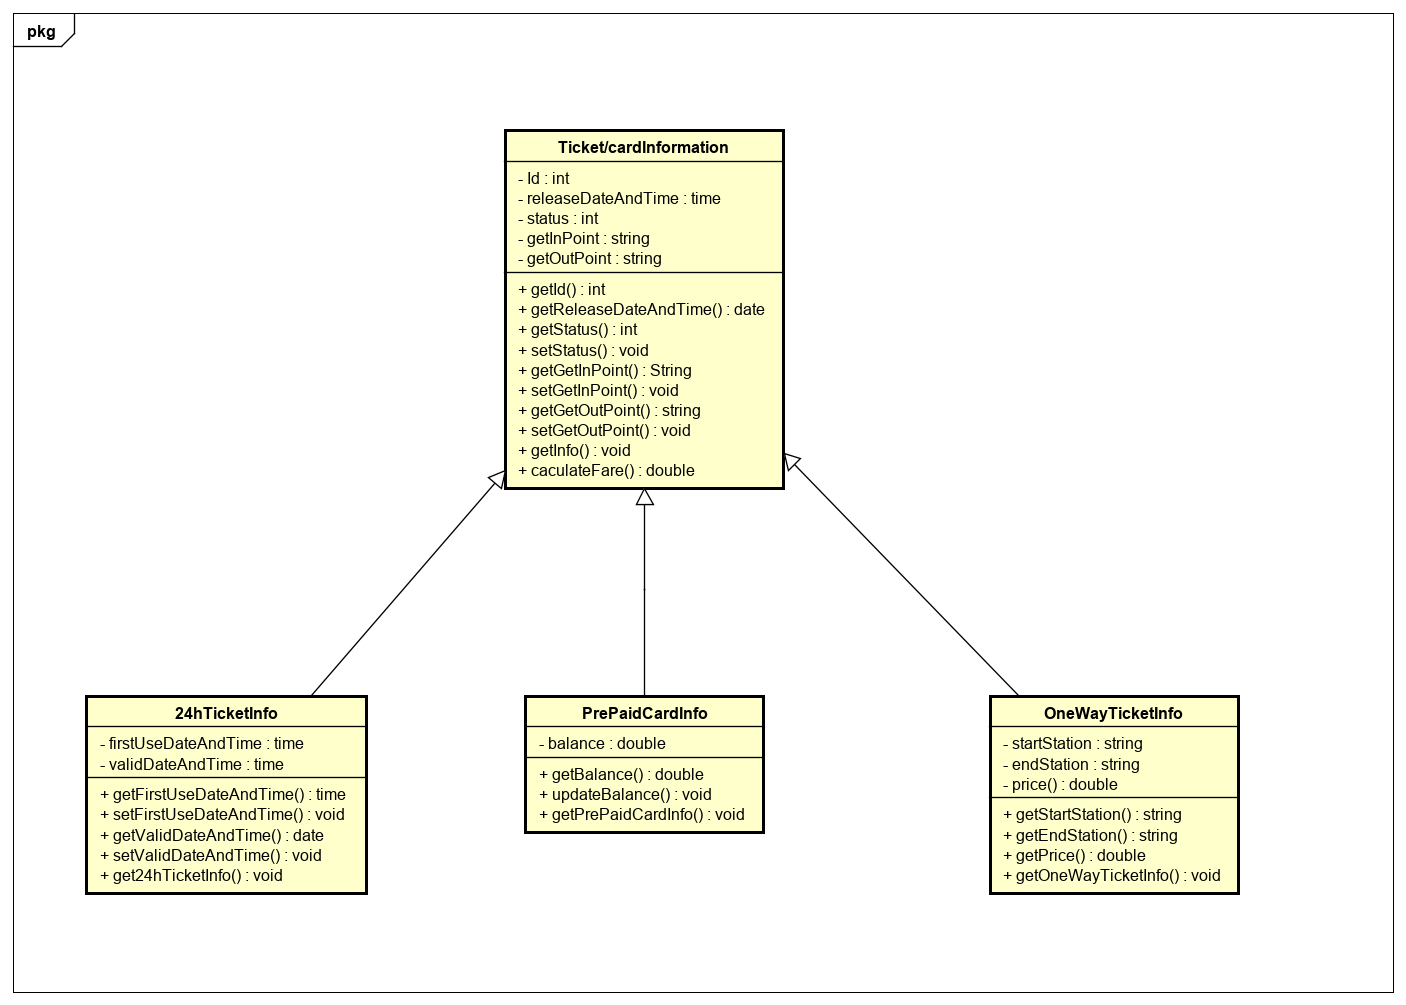 pkg
Ticket/cardInformation
- Id : int
- releaseDateAndTime : time
- status : int
- getInPoint : string
- getOutPoint : string
+ getId() : int
+ getReleaseDateAndTime() : date
+ getStatus() : int
+ setStatus() : void
+ getGetInPoint() : String
+ setGetInPoint() : void
+ getGetOutPoint() : string
+ setGetOutPoint() : void
+ getInfo() : void
+ caculateFare() : double
24hTicketInfo
- firstUseDateAndTime : time
- validDateAndTime : time
+ getFirstUseDateAndTime() : time
+ setFirstUseDateAndTime() : void
+ getValidDateAndTime() : date
+ setValidDateAndTime() : void
+ get24hTicketInfo() : void
PrePaidCardInfo
- balance : double
+ getBalance() : double
+ updateBalance() : void
+ getPrePaidCardInfo() : void
OneWayTicketInfo
- startStation : string
- endStation : string
- price() : double
+ getStartStation() : string
+ getEndStation() : string
+ getPrice() : double
+ getOneWayTicketInfo() : void